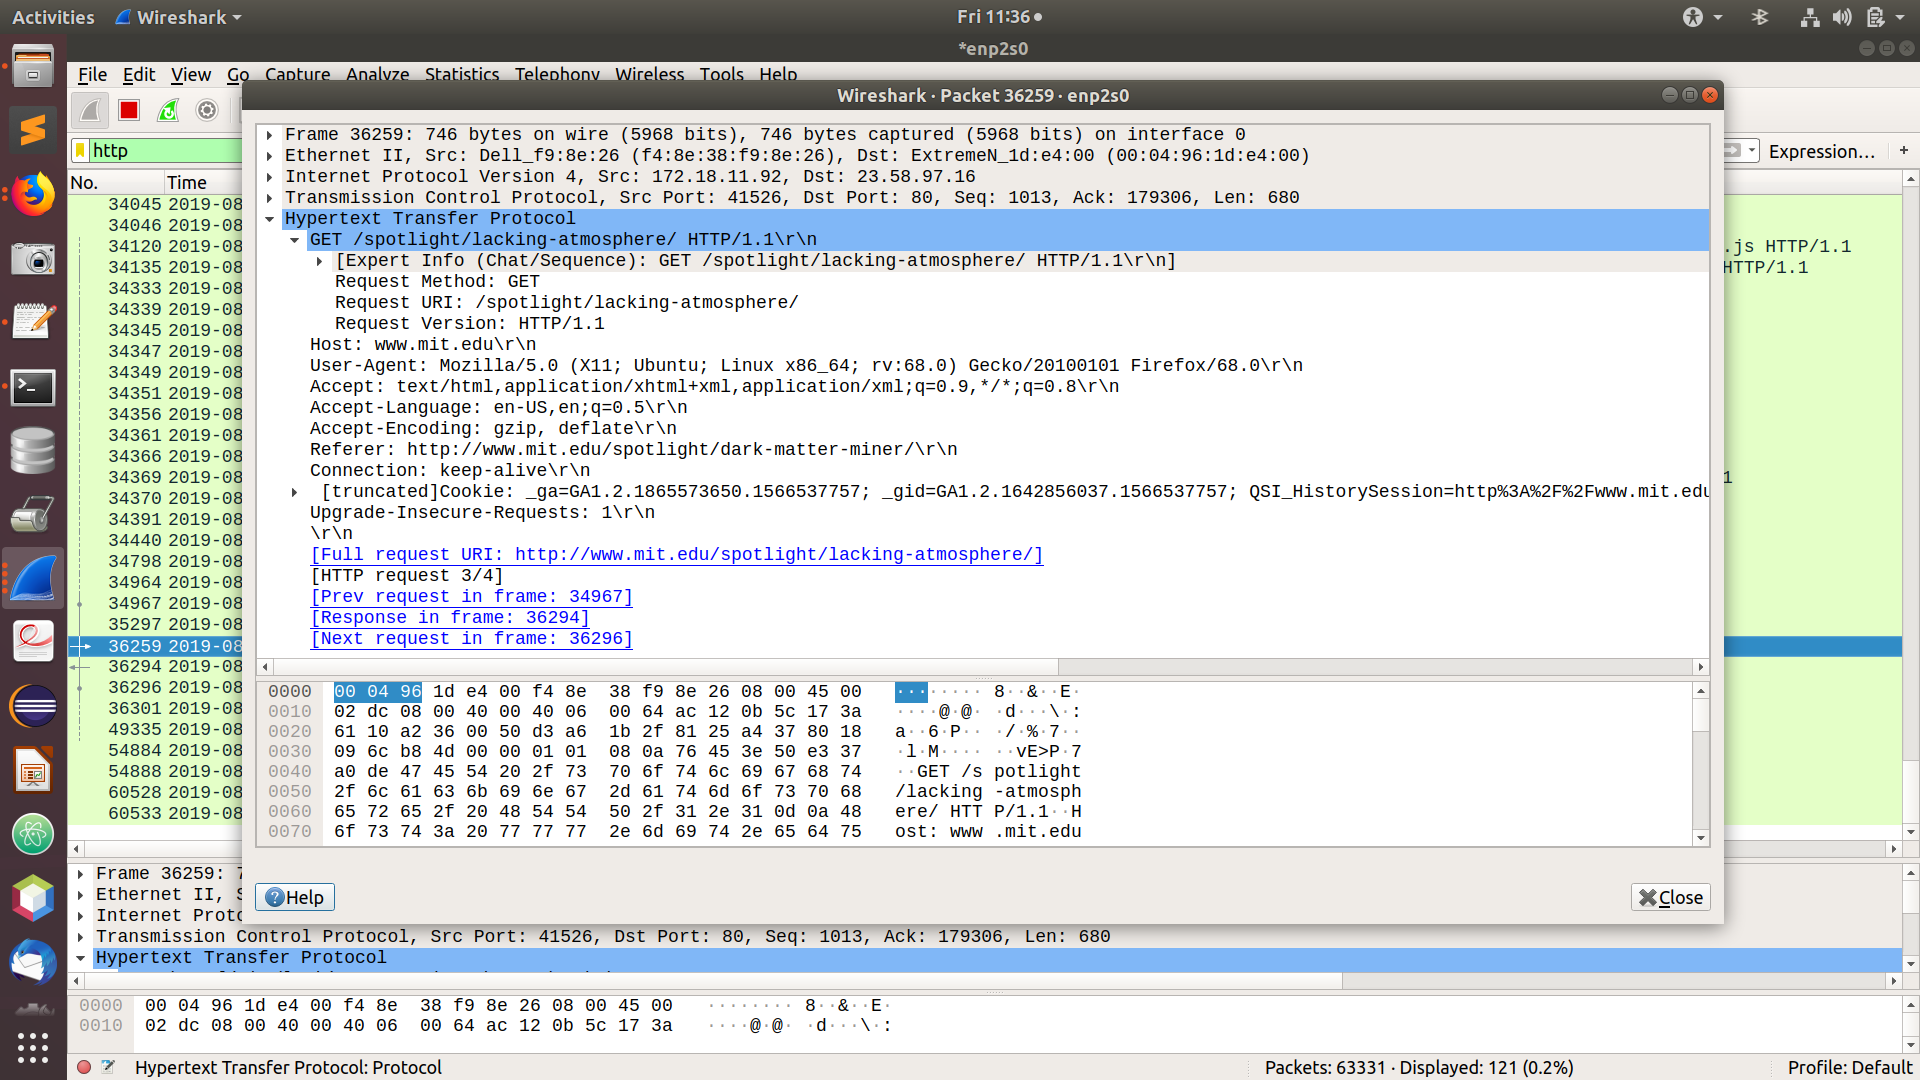 Activities
Wireshark
Fri 11:36
*enp2s0
File Edit View Go Capture Analyze Statistics Telephony Wireless Tools Help
Wireshark · Packet 36259 · enp2s0
http
Expression…
+
No. Time
34045 2019-08
34046 2019-08
34120 2019-08
.js HTTP/1.1
34135 2019-08
HTTP/1.1
34333 2019-08
34339 2019-08
34345 2019-08
34347 2019-08
34349 2019-08
34351 2019-08
34356 2019-08
34361 2019-08
34366 2019-08
34369 2019-08
34370 2019-08
34391 2019-08
34440 2019-08
34798 2019-08
34964 2019-08
34967 2019-08
35297 2019-08
36259 2019-08
36294 2019-08
36296 2019-08
36301 2019-08
49335 2019-08
54884 2019-08
54888 2019-08
60528 2019-08
60533 2019-08
Frame 36259: 746 bytes on wire (5968 bits), 746 bytes captured (5968 bits) on interface 0
Ethernet II, Src: Dell_f9:8e:26 (f4:8e:38:f9:8e:26), Dst: ExtremeN_1d:e4:00 (00:04:96:1d:e4:00)
Internet Protocol Version 4, Src: 172.18.11.92, Dst: 23.58.97.16
Transmission Control Protocol, Src Port: 41526, Dst Port: 80, Seq: 1013, Ack: 179306, Len: 680
Hypertext Transfer Protocol
GET /spotlight/lacking-atmosphere/ HTTP/1.1\r\n
[Expert Info (Chat/Sequence): GET /spotlight/lacking-atmosphere/ HTTP/1.1\r\n]
Request Method: GET
Request URI: /spotlight/lacking-atmosphere/
Request Version: HTTP/1.1
Host: www.mit.edu\r\n
User-Agent: Mozilla/5.0 (X11; Ubuntu; Linux x86_64; rv:68.0) Gecko/20100101 Firefox/68.0\r\n
Accept: text/html,application/xhtml+xml,application/xml;q=0.9,*/*;q=0.8\r\n
Accept-Language: en-US,en;q=0.5\r\n
Accept-Encoding: gzip, deflate\r\n
Referer: http://www.mit.edu/spotlight/dark-matter-miner/\r\n
Connection: keep-alive\r\n
[truncated]Cookie: _ga=GA1.2.1865573650.1566537757; _gid=GA1.2.1642856037.1566537757; QSI_HistorySession=http%3A%2F%2Fwww.mit.edu
Upgrade-Insecure-Requests: 1\r\n
\r\n
[Full request URI: http://www.mit.edu/spotlight/lacking-atmosphere/]
[HTTP request 3/4]
[Prev request in frame: 34967]
[Response in frame: 36294]
[Next request in frame: 36296]
0000 00 04 96 1d e4 00 f4 8e 38 f9 8e 26 08 00 45 00 ········ 8··&··E·
0010 02 dc 08 00 40 00 40 06 00 64 ac 12 0b 5c 17 3a ····@·@· ·d···\·:
0020 61 10 a2 36 00 50 d3 a6 1b 2f 81 25 a4 37 80 18 a··6·P·· ·/·%·7··
0030 09 6c b8 4d 00 00 01 01 08 0a 76 45 3e 50 e3 37 ·l·M···· ··vE>P·7
0040 a0 de 47 45 54 20 2f 73 70 6f 74 6c 69 67 68 74 ··GET /s potlight
0050 2f 6c 61 63 6b 69 6e 67 2d 61 74 6d 6f 73 70 68 /lacking -atmosph
0060 65 72 65 2f 20 48 54 54 50 2f 31 2e 31 0d 0a 48 ere/ HTT P/1.1··H
0070 6f 73 74 3a 20 77 77 77 2e 6d 69 74 2e 65 64 75 ost: www .mit.edu
Help
Close
Frame 36259: 7
Ethernet II, S
Internet Proto
Transmission Control Protocol, Src Port: 41526, Dst Port: 80, Seq: 1013, Ack: 179306, Len: 680
Hypertext Transfer Protocol
0000 00 04 96 1d e4 00 f4 8e 38 f9 8e 26 08 00 45 00 ········ 8··&··E·
0010 02 dc 08 00 40 00 40 06 00 64 ac 12 0b 5c 17 3a ····@·@· ·d···\·:
Hypertext Transfer Protocol: Protocol
Packets: 63331 · Displayed: 121 (0.2%)
Profile: Default